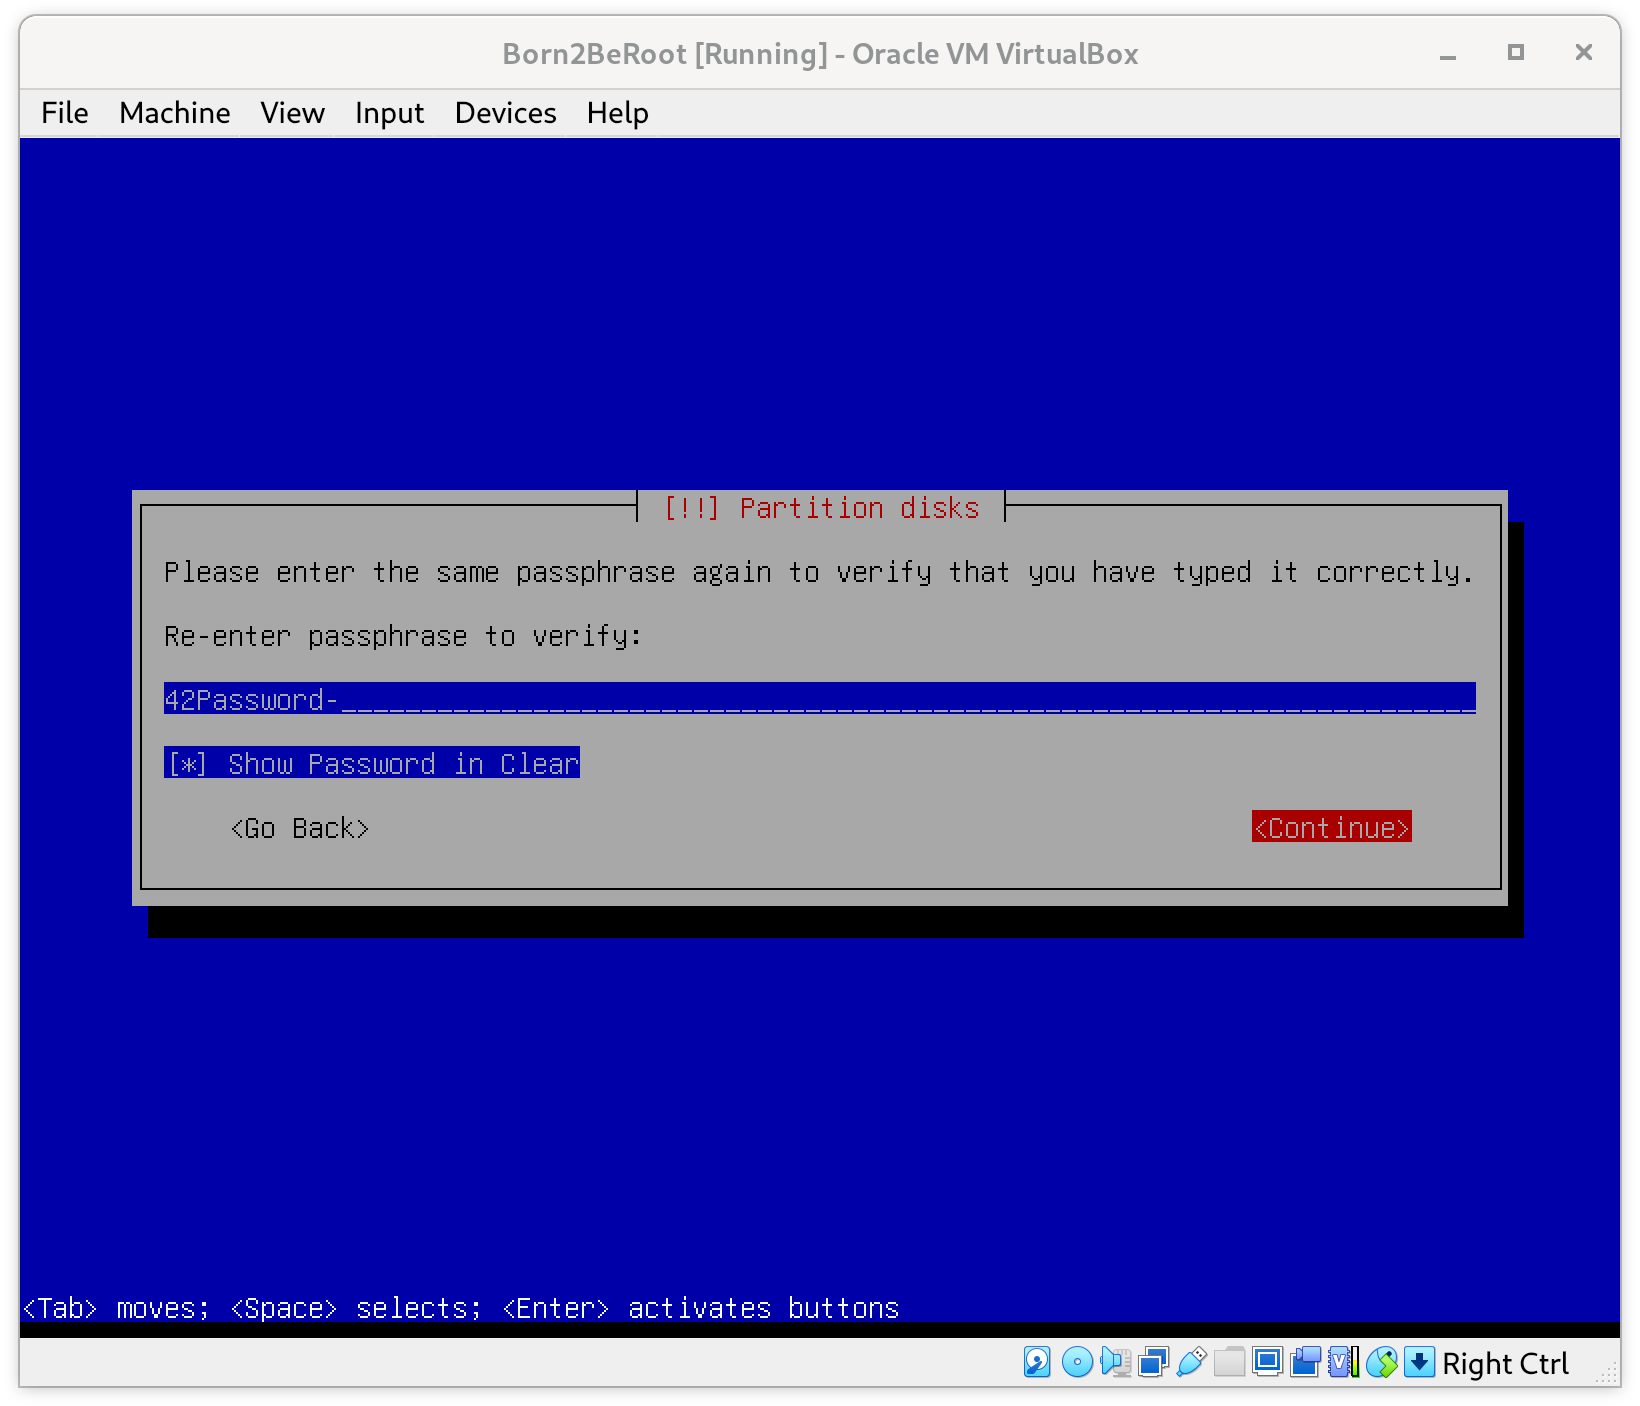 Born2BeRoot [Running] - Oracle VM VirtualBox
File Machine View Input Devices Help
[!!] Partition disks
Please enter the same passphrase again to verify that you have typed it correctly.
Re-enter passphrase to verify:
42Password-_______________________________________________________________________
[*] Show Password in Clear
<Go Back> <Continue>
<Tab> moves; <Space> selects; <Enter> activates buttons
Right Ctrl